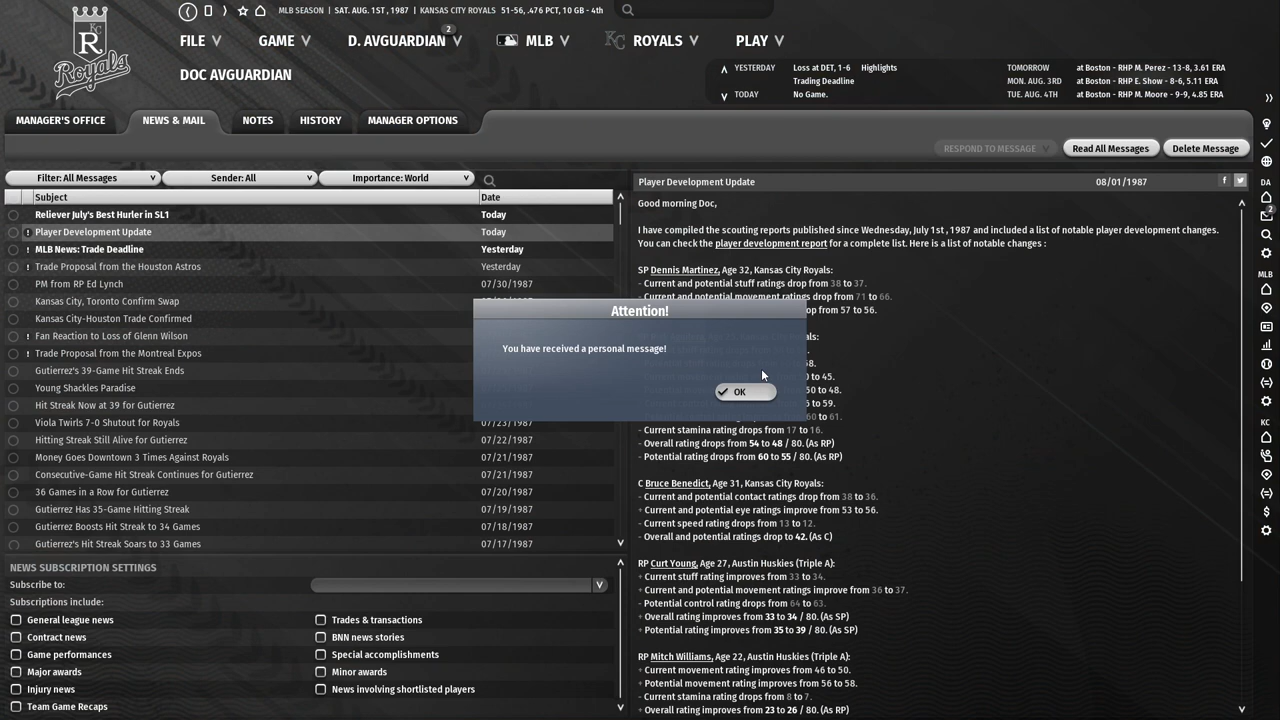 MLB SEASON | SAT. AUG. 1ST , 1987 | KANSAS CITY ROYALS 51-56, .476 PCT, 10 GB - 4th
KC
R
Royals
2
FILE
GAME
D. AVGUARDIAN
MLB
KC ROYALS
PLAY
DOC AVGUARDIAN
YESTERDAY Loss at DET, 1-6 Highlights
Trading Deadline
TODAY No Game.
TOMORROW at Boston - RHP M. Perez - 13-8, 3.61 ERA
MON. AUG. 3RD at Boston - RHP E. Show - 8-6, 5.11 ERA
TUE. AUG. 4TH at Boston - RHP M. Moore - 9-9, 4.85 ERA
MANAGER'S OFFICE
NEWS & MAIL
NOTES
HISTORY
MANAGER OPTIONS
RESPOND TO MESSAGE
Read All Messages
Delete Message
Filter: All Messages
Sender: All
Importance: World
Subject Date
Reliever July's Best Hurler in SL1 Today
! Player Development Update Today
! MLB News: Trade Deadline Yesterday
! Trade Proposal from the Houston Astros Yesterday
PM from RP Ed Lynch 07/30/1987
Kansas City, Toronto Confirm Swap
Kansas City-Houston Trade Confirmed
! Fan Reaction to Loss of Glenn Wilson
! Trade Proposal from the Montreal Expos
Gutierrez's 39-Game Hit Streak Ends
Young Shackles Paradise
Hit Streak Now at 39 for Gutierrez
Viola Twirls 7-0 Shutout for Royals 07/23/1987
Hitting Streak Still Alive for Gutierrez 07/22/1987
Money Goes Downtown 3 Times Against Royals 07/21/1987
Consecutive-Game Hit Streak Continues for Gutierrez 07/21/1987
36 Games in a Row for Gutierrez 07/20/1987
Gutierrez Has 35-Game Hitting Streak 07/19/1987
Gutierrez Boosts Hit Streak to 34 Games 07/18/1987
Gutierrez's Hit Streak Soars to 33 Games 07/17/1987
NEWS SUBSCRIPTION SETTINGS
Subscribe to:
Subscriptions include:
General league news
Trades & transactions
Contract news
BNN news stories
Game performances
Special accomplishments
Major awards
Minor awards
Injury news
News involving shortlisted players
Team Game Recaps
Attention!
You have received a personal message!
OK
Player Development Update 08/01/1987 f
Good morning Doc,
I have compiled the scouting reports published since Wednesday, July 1st , 1987 and included a list of notable player development changes.
You can check the player development report for a complete list. Here is a list of notable changes :
SP Dennis Martinez, Age 32, Kansas City Royals:
- Current and potential stuff ratings drop from 38 to 37.
- Current and potential movement ratings drop from 71 to 66.
op from 57 to 56.
als:
58.
0 to 45.
50 to 48.
to 59.
60 to 61.
- Current stamina rating drops from 17 to 16.
- Overall rating drops from 54 to 48 / 80. (As RP)
- Potential rating drops from 60 to 55 / 80. (As RP)
C Bruce Benedict, Age 31, Kansas City Royals:
- Current and potential contact ratings drop from 38 to 36.
+ Current and potential eye ratings improve from 53 to 56.
- Current speed rating drops from 13 to 12.
- Overall and potential ratings drop to 42. (As C)
RP Curt Young, Age 27, Austin Huskies (Triple A):
+ Current stuff rating improves from 33 to 34.
+ Current and potential movement ratings improve from 36 to 37.
- Potential control rating drops from 64 to 63.
+ Overall rating improves from 33 to 34 / 80. (As SP)
+ Potential rating improves from 35 to 39 / 80. (As SP)
RP Mitch Williams, Age 22, Austin Huskies (Triple A):
+ Current movement rating improves from 46 to 50.
+ Potential movement rating improves from 56 to 58.
- Current stamina rating drops from 8 to 7.
+ Overall rating improves from 23 to 26 / 80. (As RP)
DA
2
MLB
KC
$